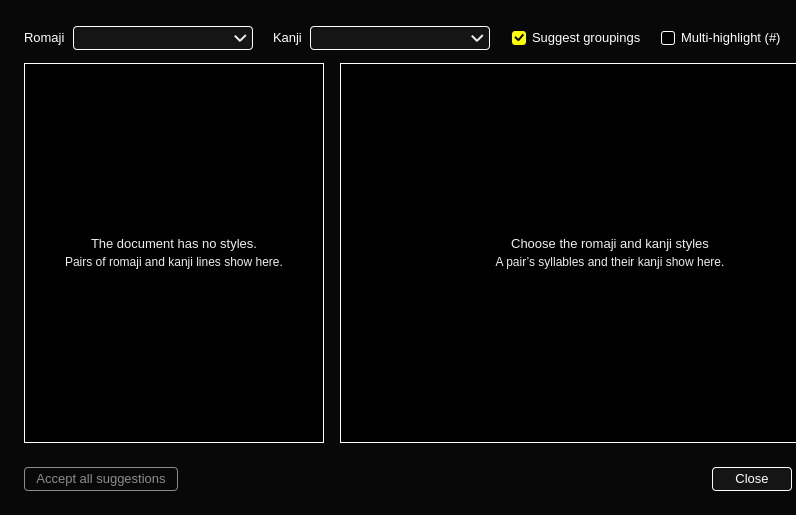 Romaji
Kanji
Suggest groupings
Multi-highlight (#)
The document has no styles.
Pairs of romaji and kanji lines show here.
Choose the romaji and kanji styles
A pair's syllables and their kanji show here.
Accept all suggestions
Close